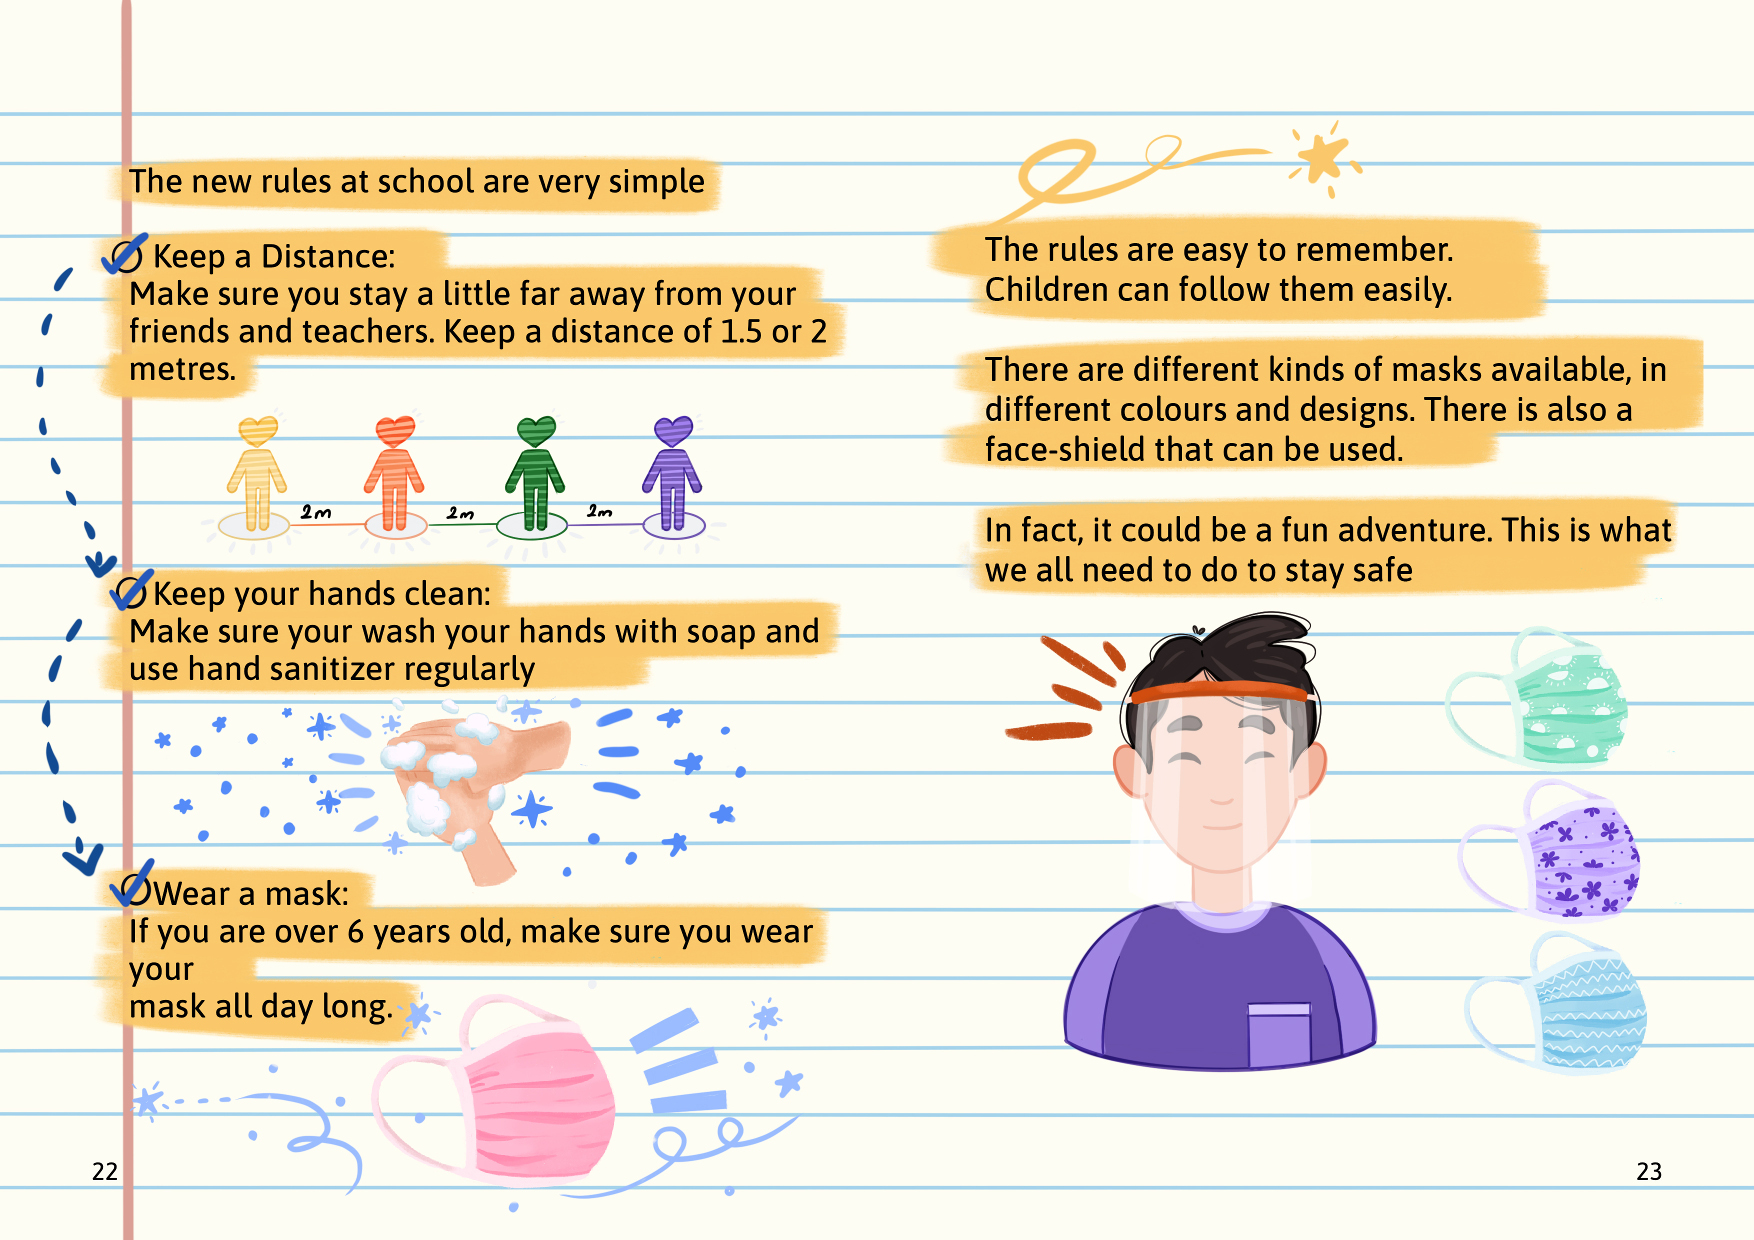 The new rules at school are very simple
Keep a Distance:
Make sure you stay a little far away from your
friends and teachers. Keep a distance of 1.5 or 2
metres.
2m 2m 2m
Keep your hands clean:
Make sure your wash your hands with soap and
use hand sanitizer regularly
Wear a mask:
If you are over 6 years old, make sure you wear
your
mask all day long.
22
The rules are easy to remember.
Children can follow them easily.
There are different kinds of masks available, in
different colours and designs. There is also a
face-shield that can be used.
In fact, it could be a fun adventure. This is what
we all need to do to stay safe
23